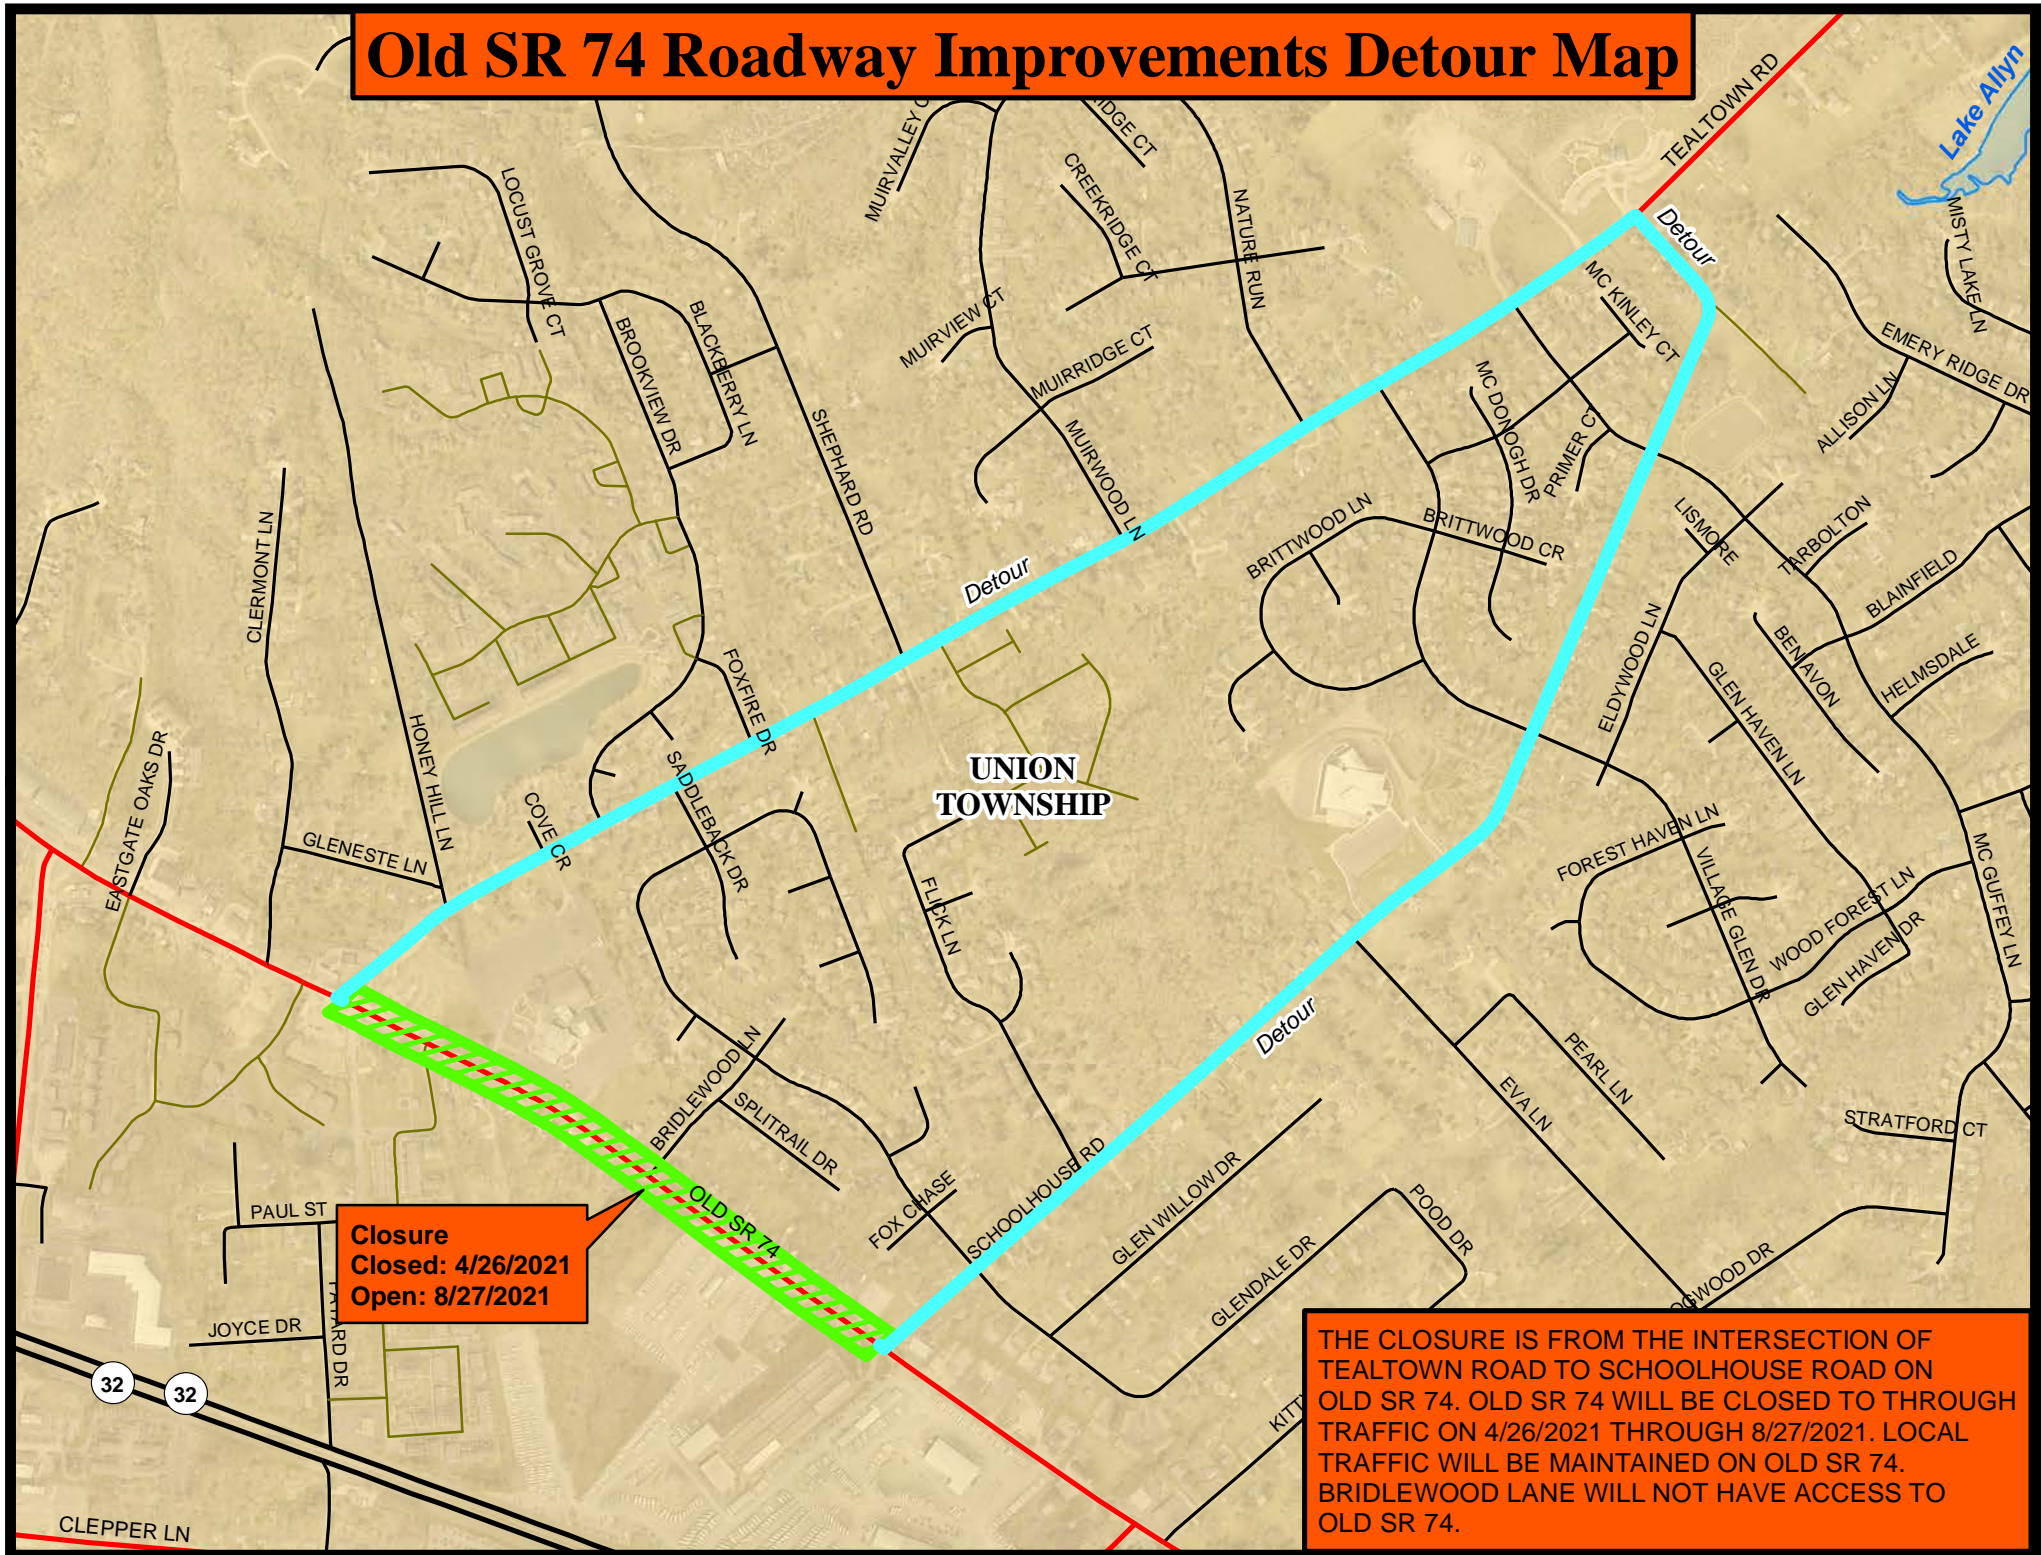 Old SR 74 Roadway Improvements Detour Map
TEALTOWN RD
Lake Allyn
MUIRVALLEY
CREEKRIDGE CT
NATURE RUN
LOCUST GROVE CT
Detour
MISTY LAKE LN
MC KINLEY CT
EMERY RIDGE DR
ALLISON LN
BLACKBERRY LN
BROOKVIEW DR
MUIRVIEW CT
MUIRRIDGE CT
MC DONOGH DR
PRIMER CT
SHEPHARD RD
MUIRWOOD LN
BRITTWOOD LN
BRITTWOOD CR
LISMORE
TARBOLTON
BLAINFIELD
CLERMONT LN
Detour
ELDYWOOD LN
BEN AVON
HELMSDALE
FOXFIRE DR
GLEN HAVEN LN
HONEY HILL LN
EASTGATE OAKS DR
SADDLEBACK DR
UNION
TOWNSHIP
COVE CR
GLENESTE LN
FOREST HAVEN LN
VILLAGE GLEN DR
MC GUFFEY LN
FLICK LN
WOOD FOREST LN
GLEN HAVEN DR
Detour
BRIDLEWOOD LN
SPLITRAIL DR
PEARL LN
EVA LN
STRATFORD CT
SCHOOLHOUSE RD
GLEN WILLOW DR
FOX CHASE
OLD SR 74
POOD DR
GLENDALE DR
PAUL ST
Closure
Closed: 4/26/2021
Open: 8/27/2021
JOYCE DR
32
32
CLEPPER LN
THE CLOSURE IS FROM THE INTERSECTION OF
TEALTOWN ROAD TO SCHOOLHOUSE ROAD ON
OLD SR 74. OLD SR 74 WILL BE CLOSED TO THROUGH
TRAFFIC ON 4/26/2021 THROUGH 8/27/2021. LOCAL
TRAFFIC WILL BE MAINTAINED ON OLD SR 74.
BRIDLEWOOD LANE WILL NOT HAVE ACCESS TO
OLD SR 74.